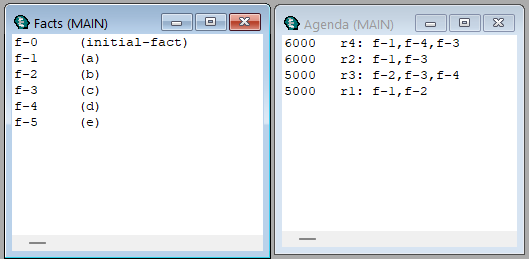 Facts (MAIN)
f-0 (initial-fact)
f-1 (a)
f-2 (b)
f-3 (c)
f-4 (d)
f-5 (e)
Agenda (MAIN)
6000 r4: f-1,f-4,f-3
6000 r2: f-1,f-3
5000 r3: f-2,f-3,f-4
5000 r1: f-1,f-2